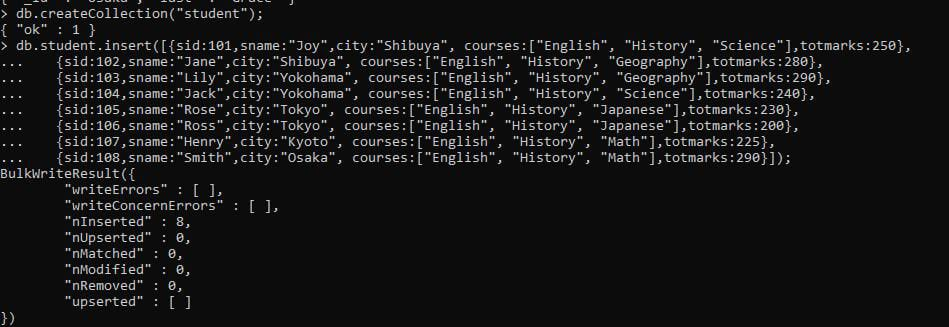 > db.createCollection("student");
{ "ok" : 1 }
> db.student.insert([{sid:101,sname:"Joy",city:"Shibuya", courses:["English", "History", "Science"],totmarks:250},
... {sid:102,sname:"Jane",city:"Shibuya", courses:["English", "History", "Geography"],totmarks:280},
... {sid:103,sname:"Lily",city:"Yokohama", courses:["English", "History", "Geography"],totmarks:290},
... {sid:104,sname:"Jack",city:"Yokohama", courses:["English", "History", "Science"],totmarks:240},
... {sid:105,sname:"Rose",city:"Tokyo", courses:["English", "History", "Japanese"],totmarks:230},
... {sid:106,sname:"Ross",city:"Tokyo", courses:["English", "History", "Japanese"],totmarks:200},
... {sid:107,sname:"Henry",city:"Kyoto", courses:["English", "History", "Math"],totmarks:225},
... {sid:108,sname:"Smith",city:"Osaka", courses:["English", "History", "Math"],totmarks:290}]);
BulkWriteResult({
"writeErrors" : [ ],
"writeConcernErrors" : [ ],
"nInserted" : 8,
"nUpserted" : 0,
"nMatched" : 0,
"nModified" : 0,
"nRemoved" : 0,
"upserted" : [ ]
})